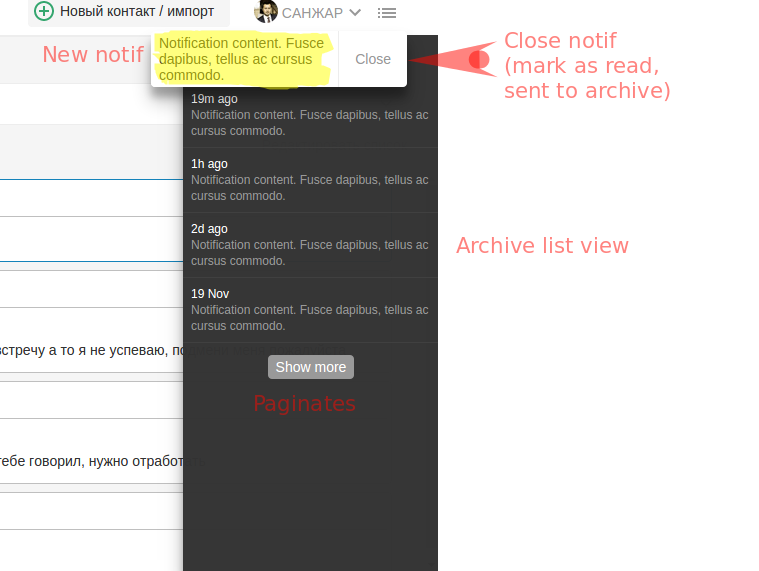 Новый контакт / импорт
САНЖАР
New notif
Notification content. Fusce
dapibus, tellus ac cursus
commodo.
Close
Close notif
(mark as read,
sent to archive)
19m ago
Notification content. Fusce dapibus, tellus ac
cursus commodo.
1h ago
Notification content. Fusce dapibus, tellus ac
cursus commodo.
2d ago
Notification content. Fusce dapibus, tellus ac
cursus commodo.
Archive list view
19 Nov
Notification content. Fusce dapibus, tellus ac
cursus commodo.
встречу а то я не успеваю,
Show more
Paginates
тебе говорил, нужно